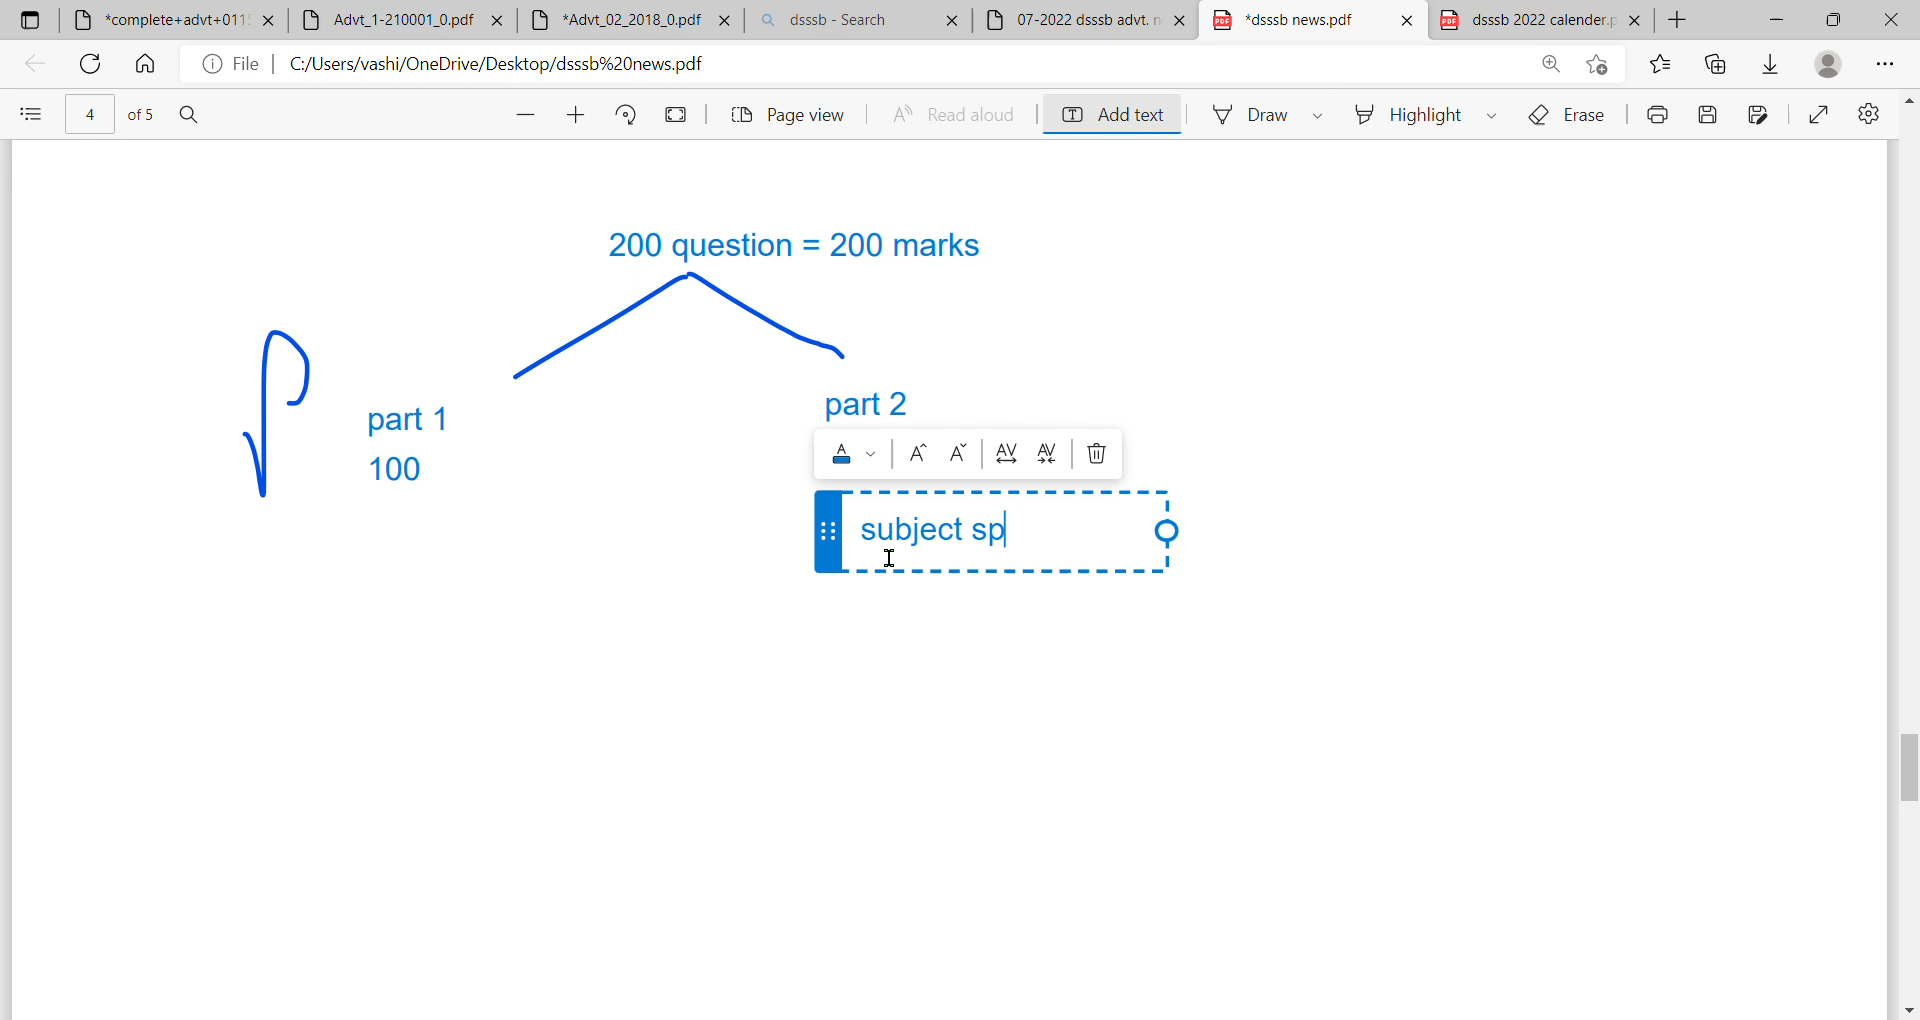 *complete+advt+011
Advt_1-210001_0.pdf
*Advt_02_2018_0.pdf
dsssb - Search
07-2022 dsssb advt. n
*dsssb news.pdf
dsssb 2022 calender.p
File
C:/Users/vashi/OneDrive/Desktop/dsssb%20news.pdf
4 of 5
Page view
Read aloud
Add text
Draw
Highlight
Erase
200 question = 200 marks
part 1
100
part 2
subject sp